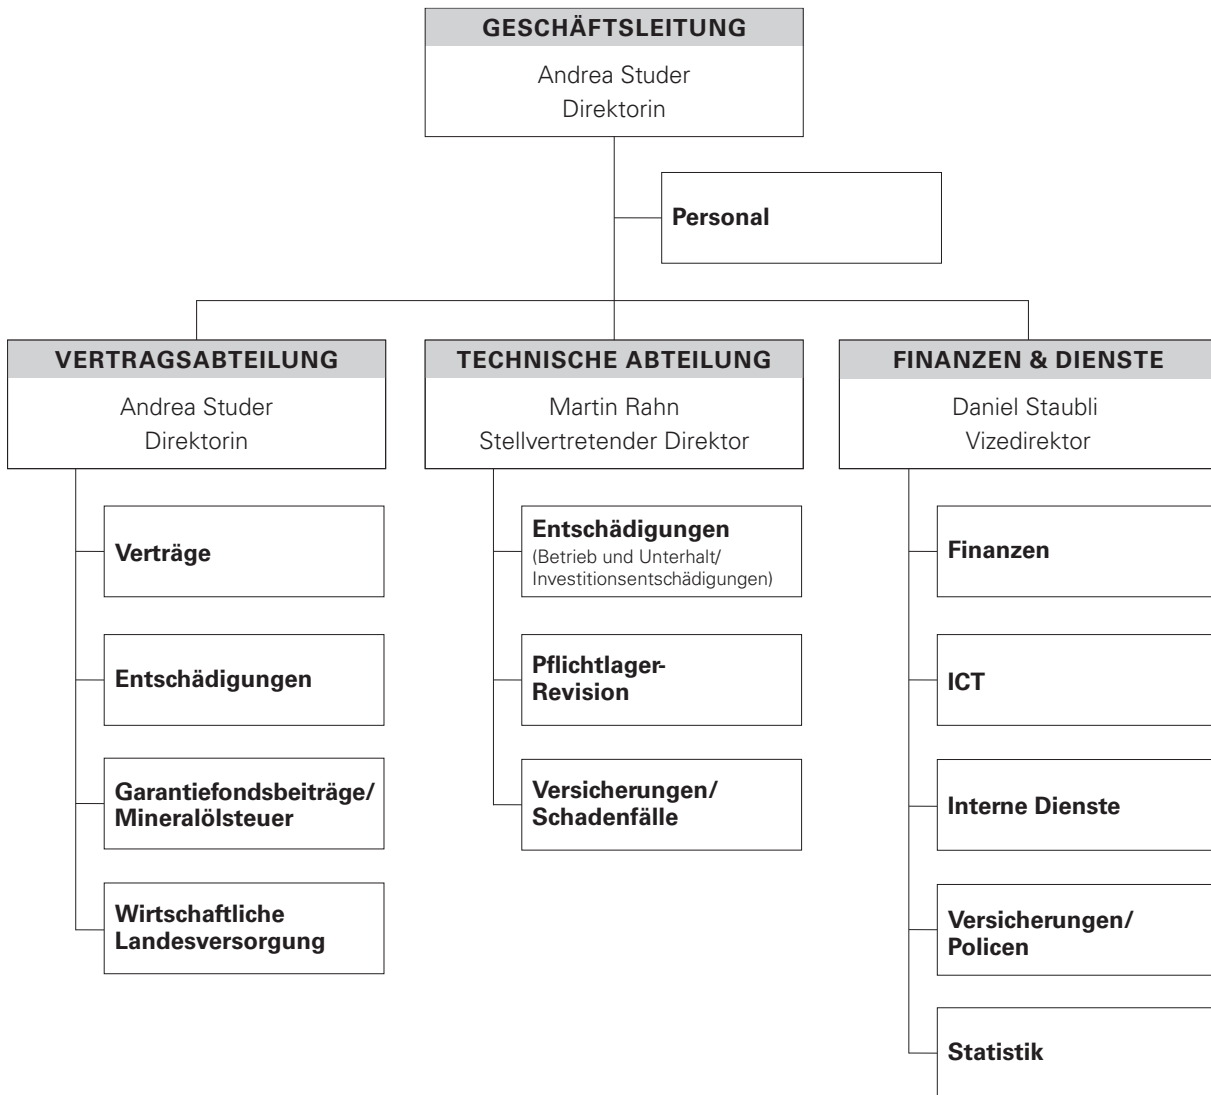 GESCHÄFTSLEITUNG
Andrea Studer
Direktorin
Personal
VERTRAGSABTEILUNG
Andrea Studer
Direktorin
Verträge
Entschädigungen
Garantiefondsbeiträge/
Mineralölsteuer
Wirtschaftliche
Landesversorgung
TECHNISCHE ABTEILUNG
Martin Rahn
Stellvertretender Direktor
Entschädigungen
(Betrieb und Unterhalt/
Investitionsentschädigungen)
Pflichtlager-
Revision
Versicherungen/
Schadenfälle
FINANZEN & DIENSTE
Daniel Staubli
Vizedirektor
Finanzen
ICT
Interne Dienste
Versicherungen/
Policen
Statistik